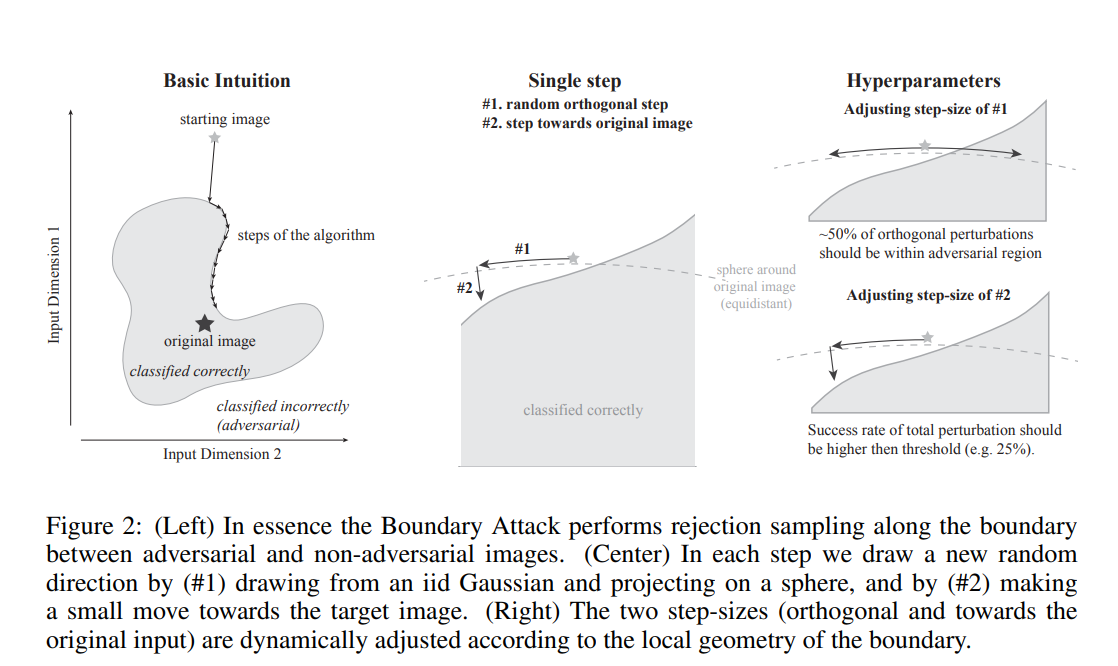 Basic Intuition
starting image
steps of the algorithm
original image
classified correctly
classified incorrectly
(adversarial)
Input Dimension 1
Input Dimension 2
Single step
#1. random orthogonal step
#2. step towards original image
#1
#2
sphere around
original image
(equidistant)
classified correctly
Hyperparameters
Adjusting step-size of #1
~50% of orthogonal perturbations
should be within adversarial region
Adjusting step-size of #2
Success rate of total perturbation should
be higher then threshold (e.g. 25%).
Figure 2: (Left) In essence the Boundary Attack performs rejection sampling along the boundary
between adversarial and non-adversarial images. (Center) In each step we draw a new random
direction by (#1) drawing from an iid Gaussian and projecting on a sphere, and by (#2) making
a small move towards the target image. (Right) The two step-sizes (orthogonal and towards the
original input) are dynamically adjusted according to the local geometry of the boundary.